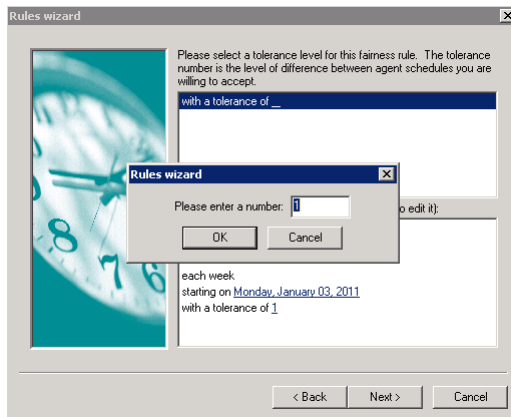 Rules wizard
Please select a tolerance level for this fairness rule. The tolerance
number is the level of difference between agent schedules you are
willing to accept.
with a tolerance of _
Rules wizard
Please enter a number: 1
OK Cancel
o edit it):
each week
starting on Monday, January 03, 2011
with a tolerance of 1
< Back Next > Cancel